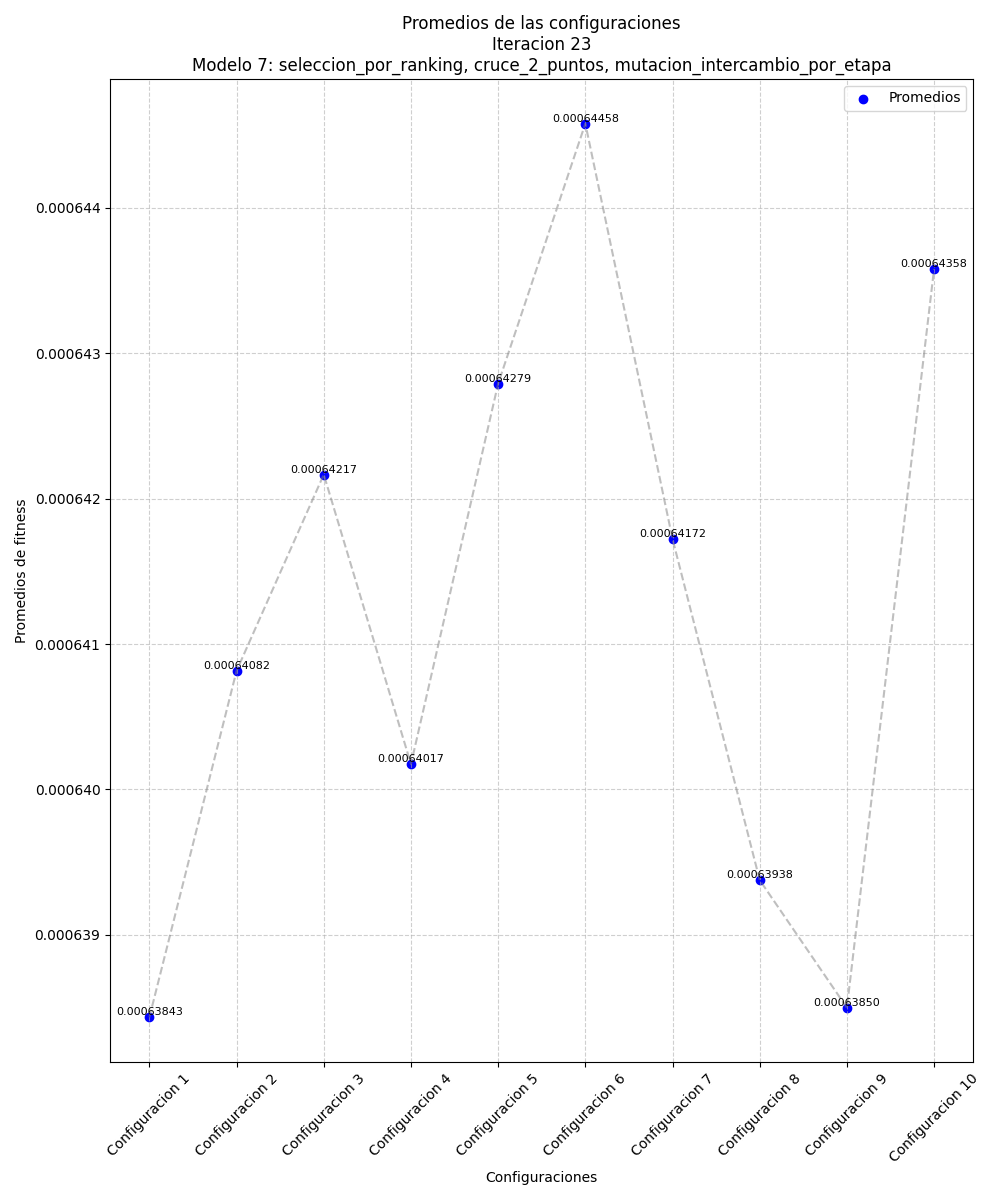 Promedios de las configuraciones
Iteracion 23
Modelo 7: seleccion_por_ranking, cruce_2_puntos, mutacion_intercambio_por_etapa
Promedios
0.00064458
0.00064358
0.00064279
0.00064217
0.00064172
0.00064082
0.00064017
0.00063938
0.00063850
0.00063843
0.000644
0.000643
0.000642
0.000641
0.000640
0.000639
Promedios de fitness
Configuracion 1
Configuracion 2
Configuracion 3
Configuracion 4
Configuracion 5
Configuracion 6
Configuracion 7
Configuracion 8
Configuracion 9
Configuracion 10
Configuraciones